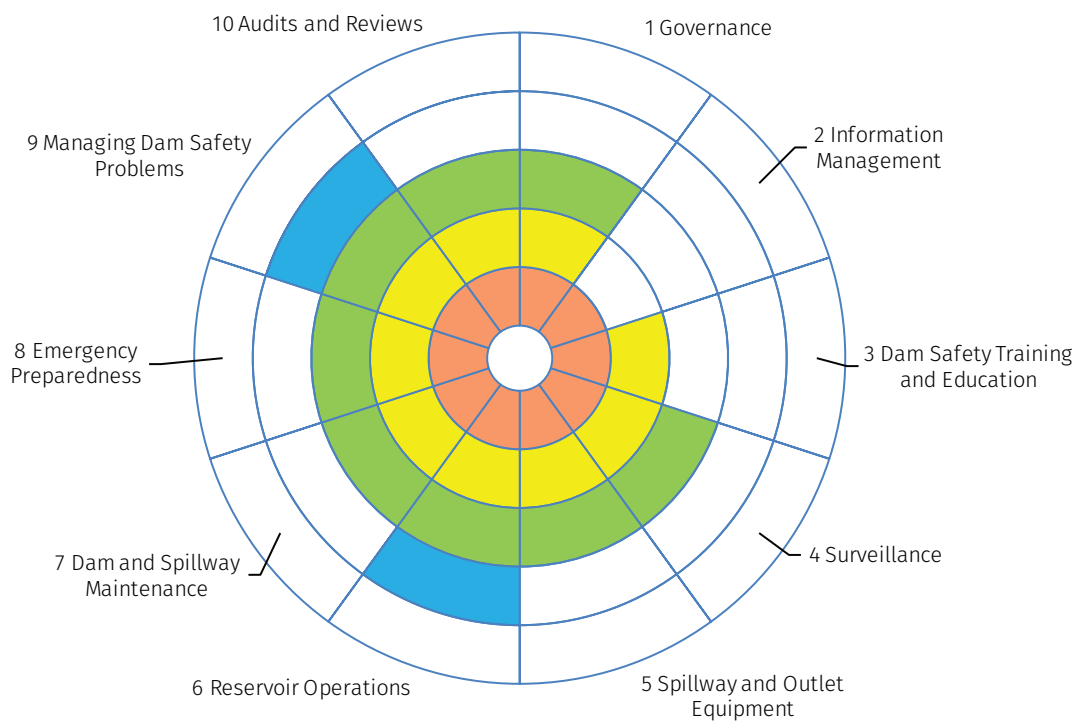 10 Audits and Reviews
1 Governance
2 Information
Management
3 Dam Safety Training
and Education
4 Surveillance
5 Spillway and Outlet
Equipment
6 Reservoir Operations
7 Dam and Spillway
Maintenance
8 Emergency
Preparedness
9 Managing Dam Safety
Problems